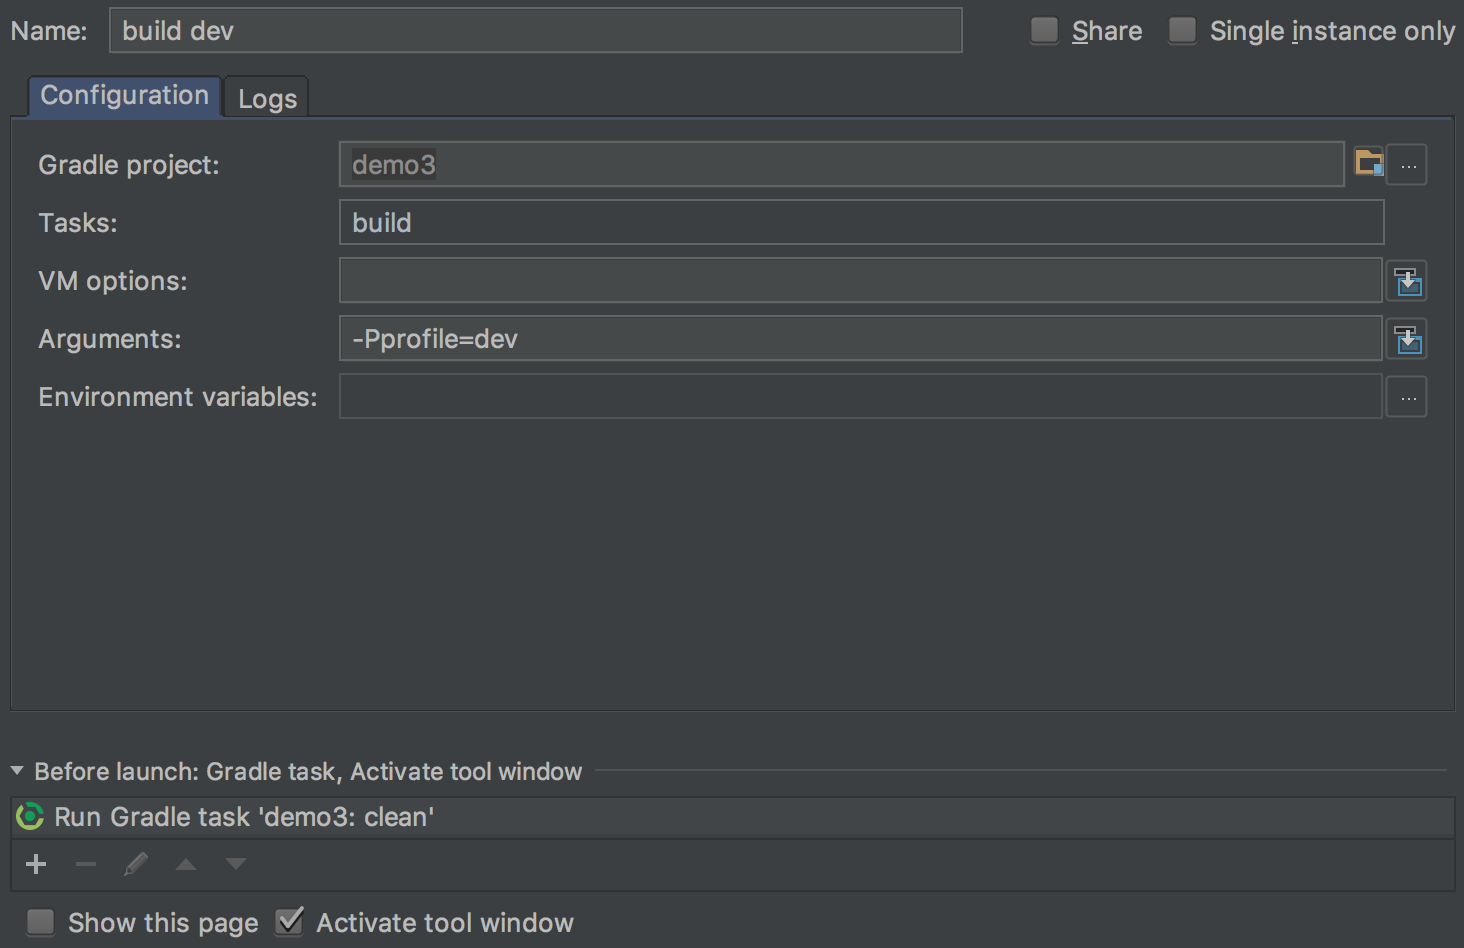 Name: build dev Share Single instance only
Configuration Logs
Gradle project: demo3 ...
Tasks: build
VM options:
Arguments: -Pprofile=dev
Environment variables: ...
Before launch: Gradle task, Activate tool window
Run Gradle task 'demo3: clean'
Show this page Activate tool window